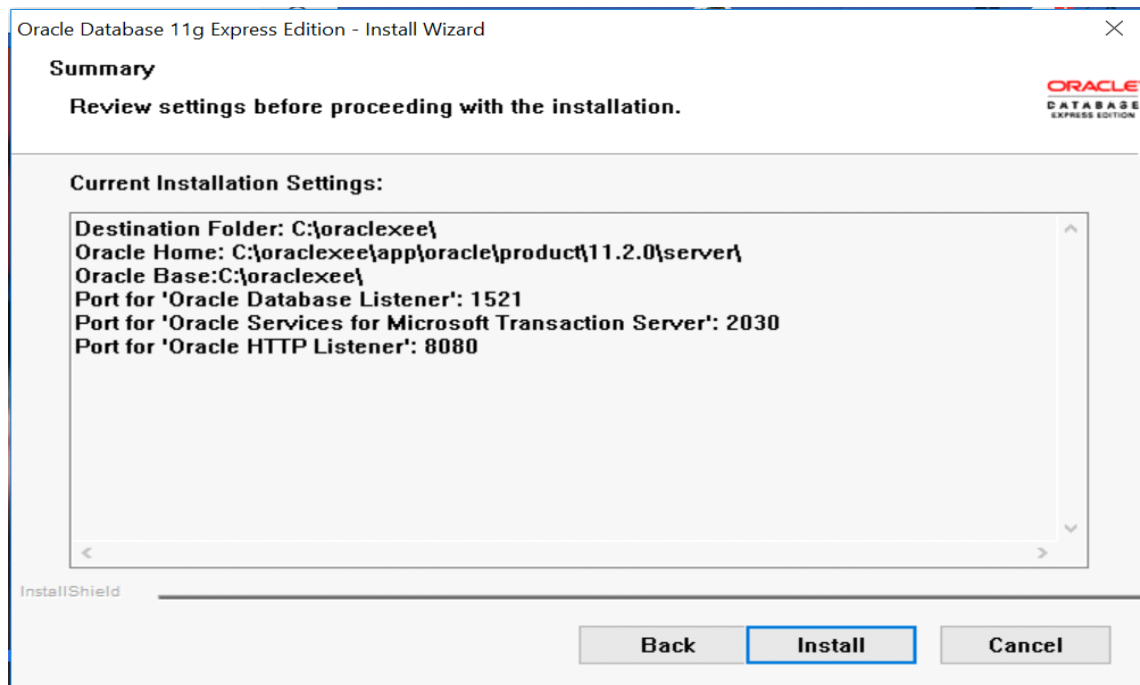 Oracle Database 11g Express Edition - Install Wizard
Summary
Review settings before proceeding with the installation.
ORACLE
DATABASE
EXPRESS EDITION
Current Installation Settings:
Destination Folder: C:\oraclexee\
Oracle Home: C:\oraclexee\app\oracle\product\11.2.0\server\
Oracle Base:C:\oraclexee\
Port for 'Oracle Database Listener': 1521
Port for 'Oracle Services for Microsoft Transaction Server': 2030
Port for 'Oracle HTTP Listener': 8080
InstallShield
Back Install Cancel